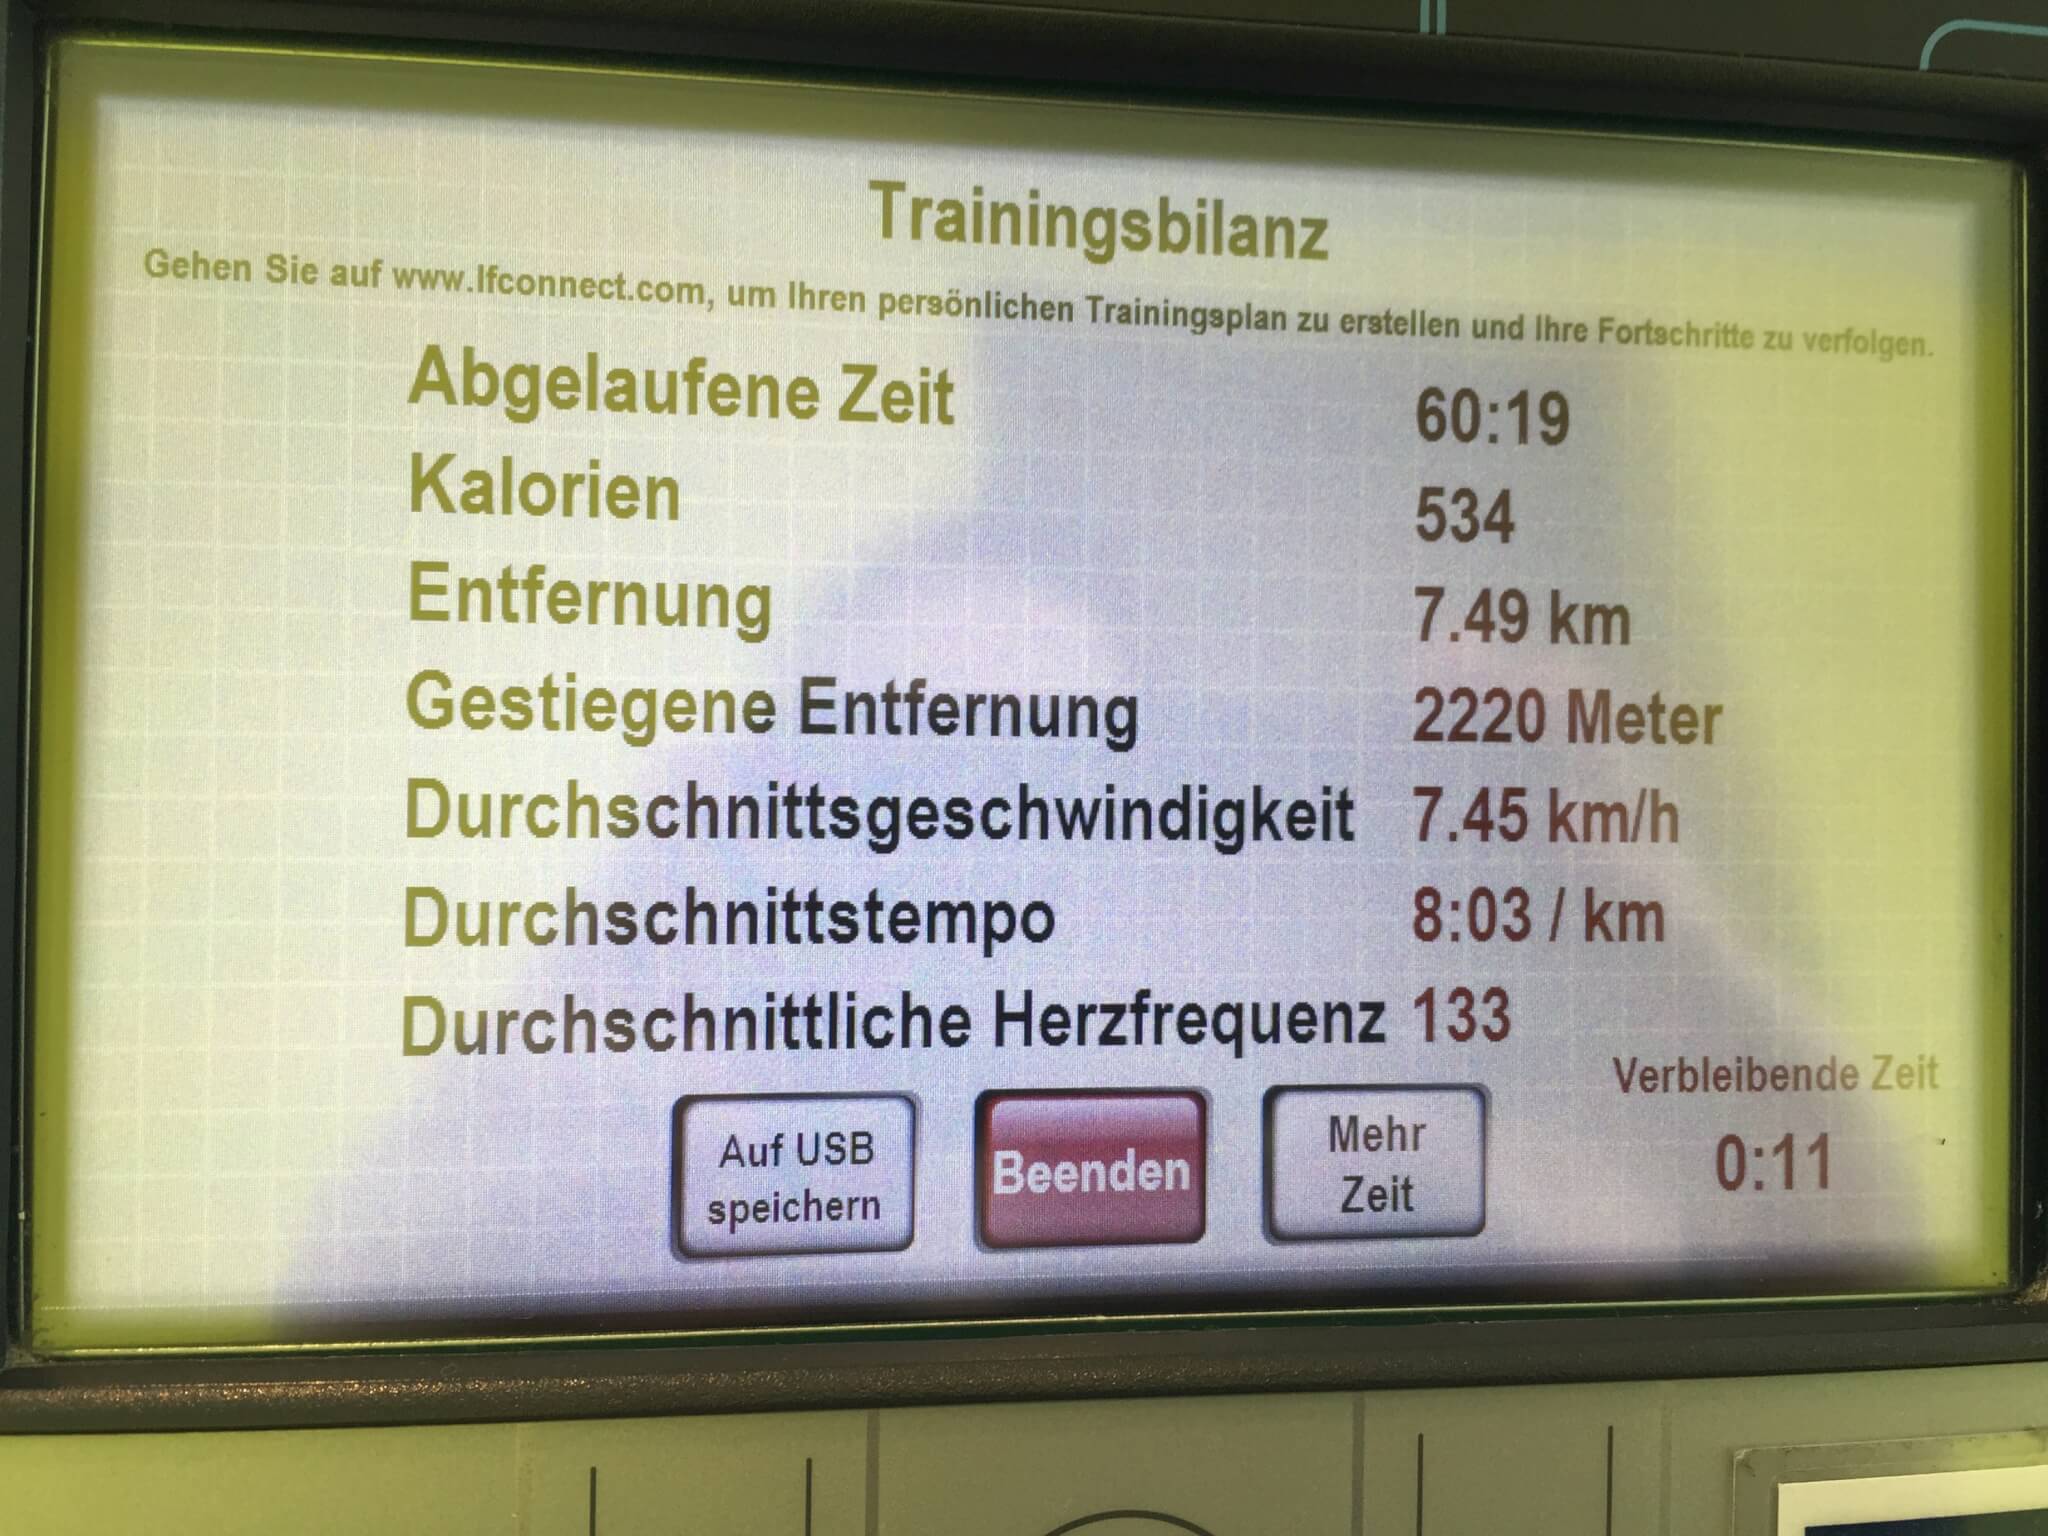 Trainingsbilanz
Gehen Sie auf www.lfconnect.com, um Ihren persönlichen Trainingsplan zu erstellen und Ihre Fortschritte zu verfolgen.
Abgelaufene Zeit 60:19
Kalorien 534
Entfernung 7.49 km
Gestiegene Entfernung 2220 Meter
Durchschnittsgeschwindigkeit 7.45 km/h
Durchschnittstempo 8:03 / km
Durchschnittliche Herzfrequenz 133
Auf USB
speichern
Beenden
Mehr
Zeit
Verbleibende Zeit
0:11